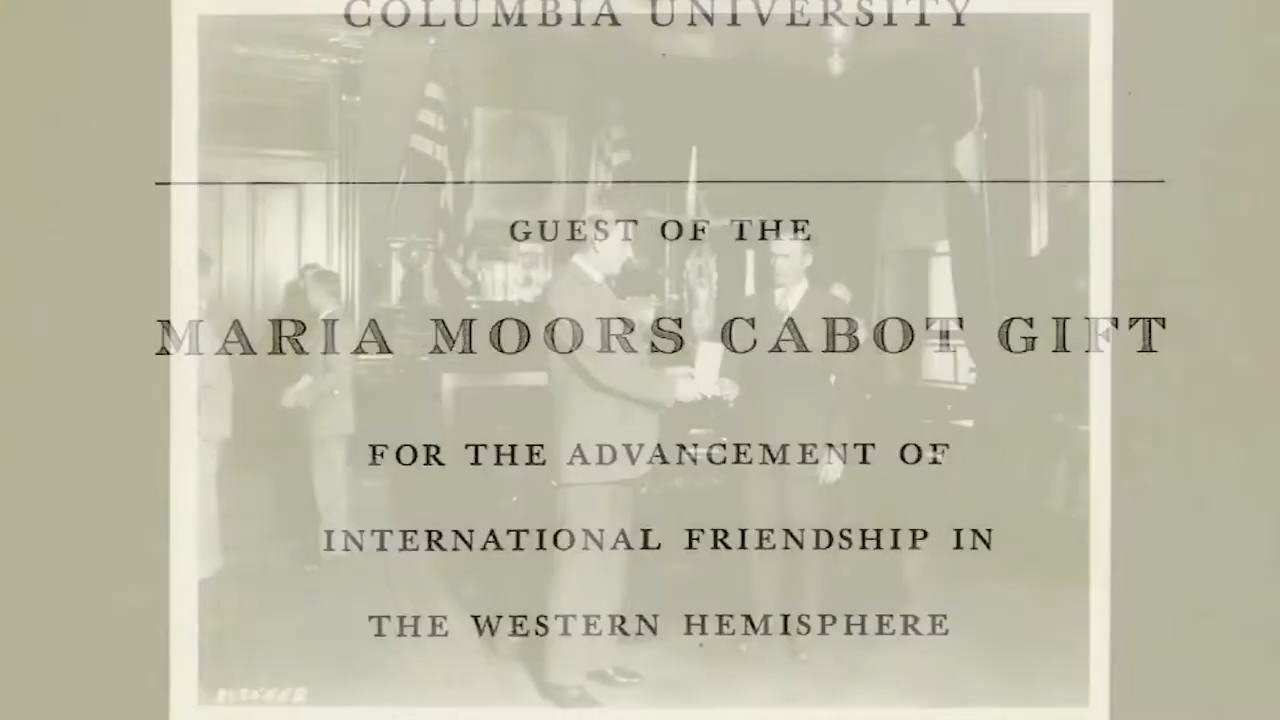 COLUMBIA UNIVERSITY
GUEST OF THE
MARIA MOORS CABOT GIFT
FOR THE ADVANCEMENT OF
INTERNATIONAL FRIENDSHIP IN
THE WESTERN HEMISPHERE